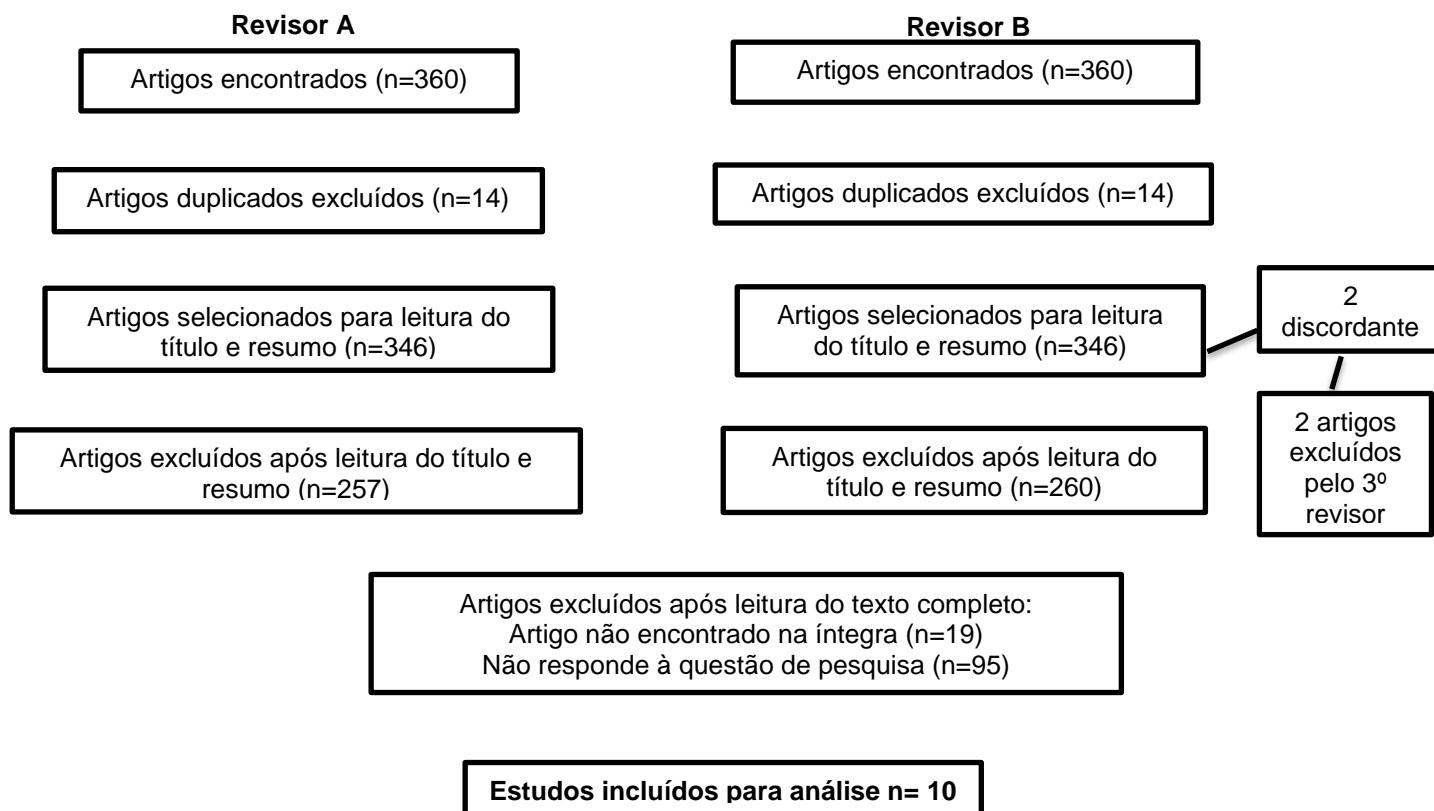 Revisor A
Artigos encontrados (n=360)
Artigos duplicados excluídos (n=14)
Artigos selecionados para leitura do
título e resumo (n=346)
Artigos excluídos após leitura do título e
resumo (n=257)
Revisor B
Artigos encontrados (n=360)
Artigos duplicados excluídos (n=14)
Artigos selecionados para leitura
do título e resumo (n=346)
2
discordante
Artigos excluídos após leitura do
título e resumo (n=260)
2 artigos
excluídos
pelo 3º
revisor
Artigos excluídos após leitura do texto completo:
Artigo não encontrado na íntegra (n=19)
Não responde à questão de pesquisa (n=95)
Estudos incluídos para análise n= 10